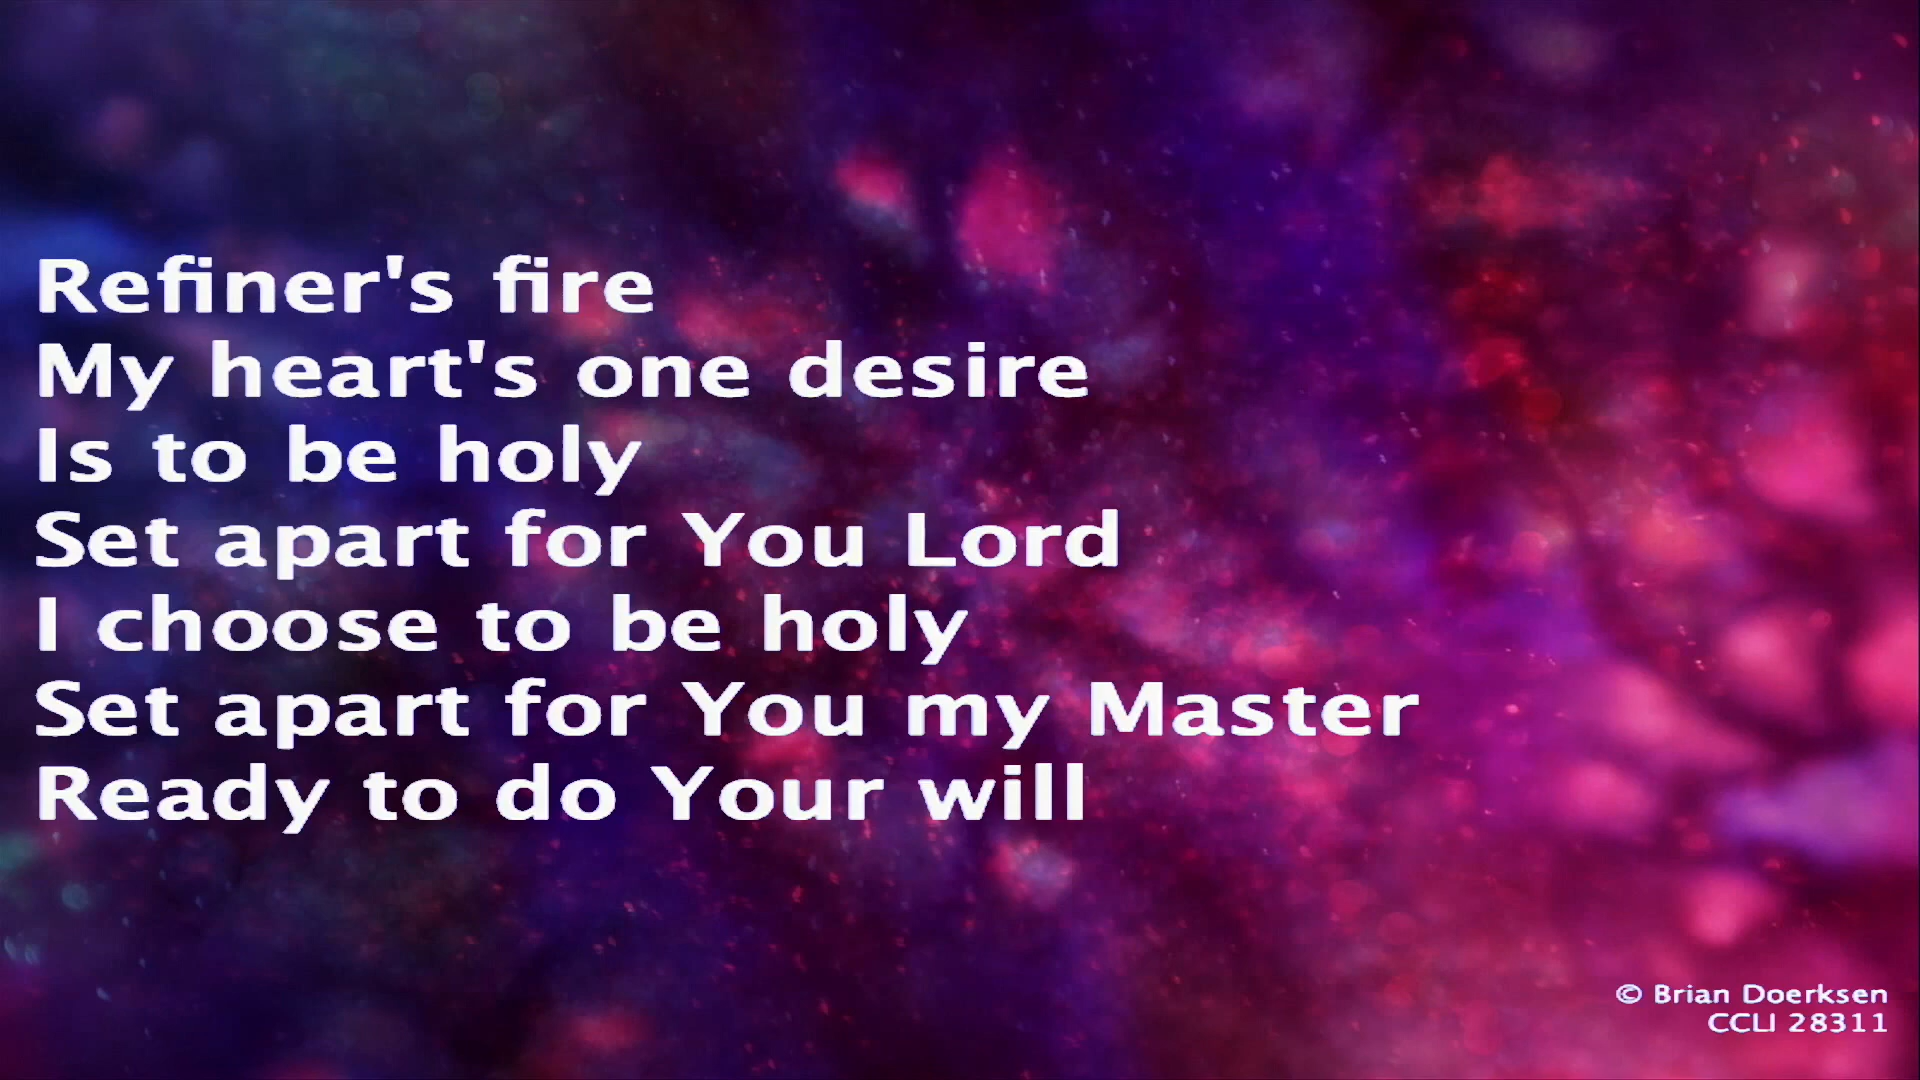 Refiner's fire
My heart's one desire
Is to be holy
Set apart for You Lord
I choose to be holy
Set apart for You my Master
Ready to do Your will
© Brian Doerksen
CCLI 28311